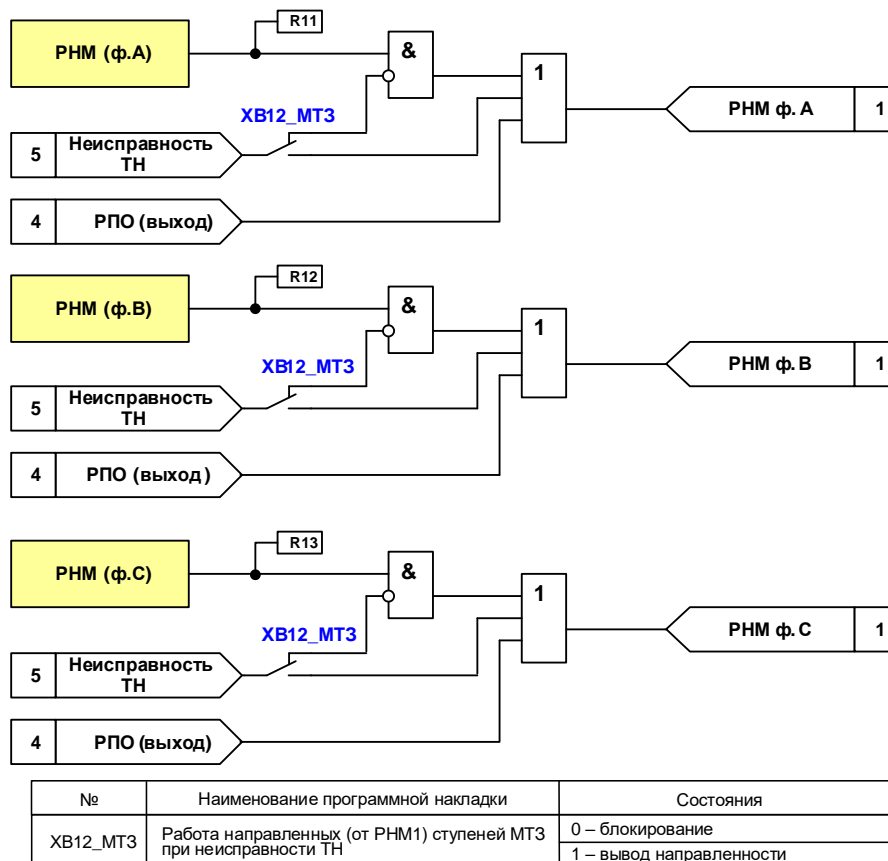 R11
РНМ (ф.А)
&
1
ХВ12_МТЗ
РНМ ф. А 1
5 Неисправность
ТН
4 РПО (выход)
R12
РНМ (ф.В)
&
1
ХВ12_МТЗ
РНМ ф. В 1
5 Неисправность
ТН
4 РПО (выход )
R13
РНМ (ф.С)
&
1
ХВ12_МТЗ
РНМ ф. С 1
5 Неисправность
ТН
4 РПО (выход)
№ Наименование программной накладки Состояния
ХВ12_МТЗ Работа направленных (от РНМ1) ступеней МТЗ
при неисправности ТН
0 – блокирование
1 – вывод направленности